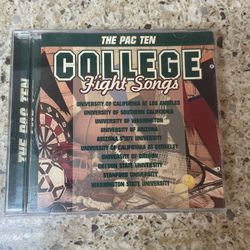 THE PAC TEN
COLLEGE
Fight Songs
UNIVERSITY OF CALIFORNIA AT LOS ANGELES
UNIVERSITY OF SOUTHERN CALIFORNIA
UNIVERSITY OF WASHINGTON
UNIVERSITY OF ARIZONA
ARIZONA STATE UNIVERSITY
UNIVERSITY OF CALIFORNIA AT BERKELEY
UNIVERSITY OF OREGON
OREGON STATE UNIVERSITY
STANFORD UNIVERSITY
WASHINGTON STATE UNIVERSITY
THE PAC TEN